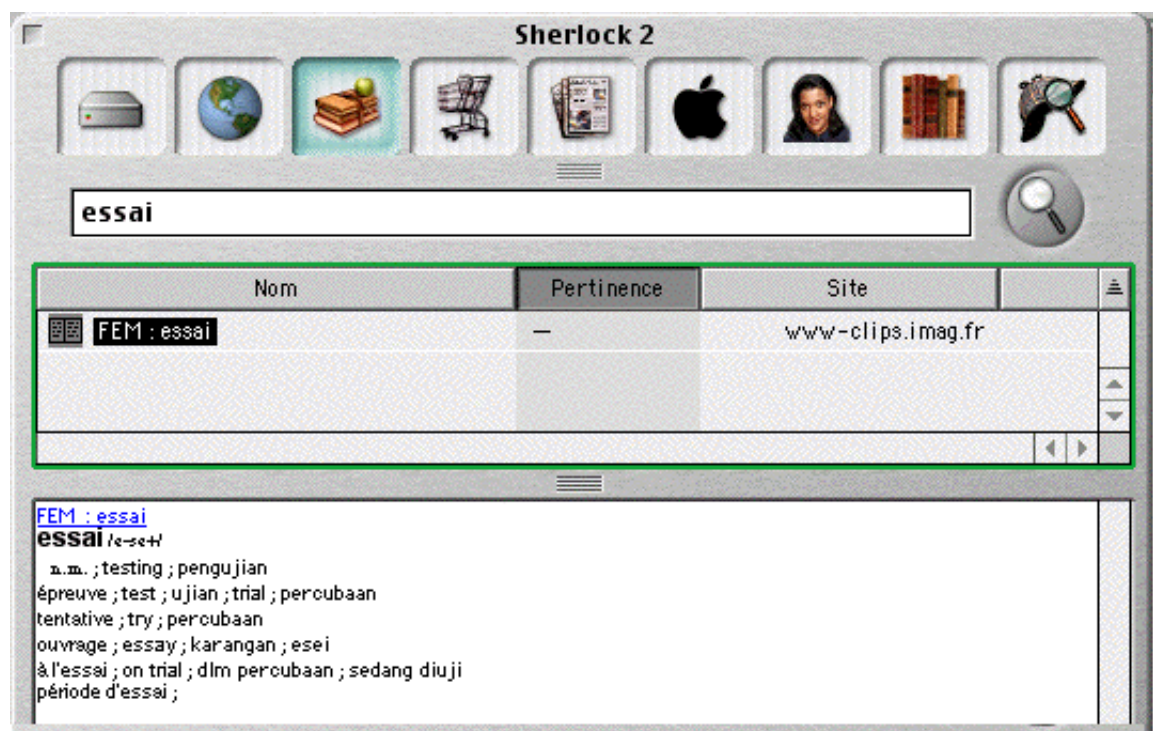 Sherlock 2
essai
Nom Pertinence Site
FEM : essai — www-clips.imag.fr
FEM : essai
essai /e-se+/
n.m. ; testing ; pengujian
épreuve ; test ; ujian ; trial ; percubaan
tentative ; try ; percubaan
ouvrage ; essay ; karangan ; esei
à l'essai ; on trial ; dlm percubaan ; sedang diuji
période d'essai ;